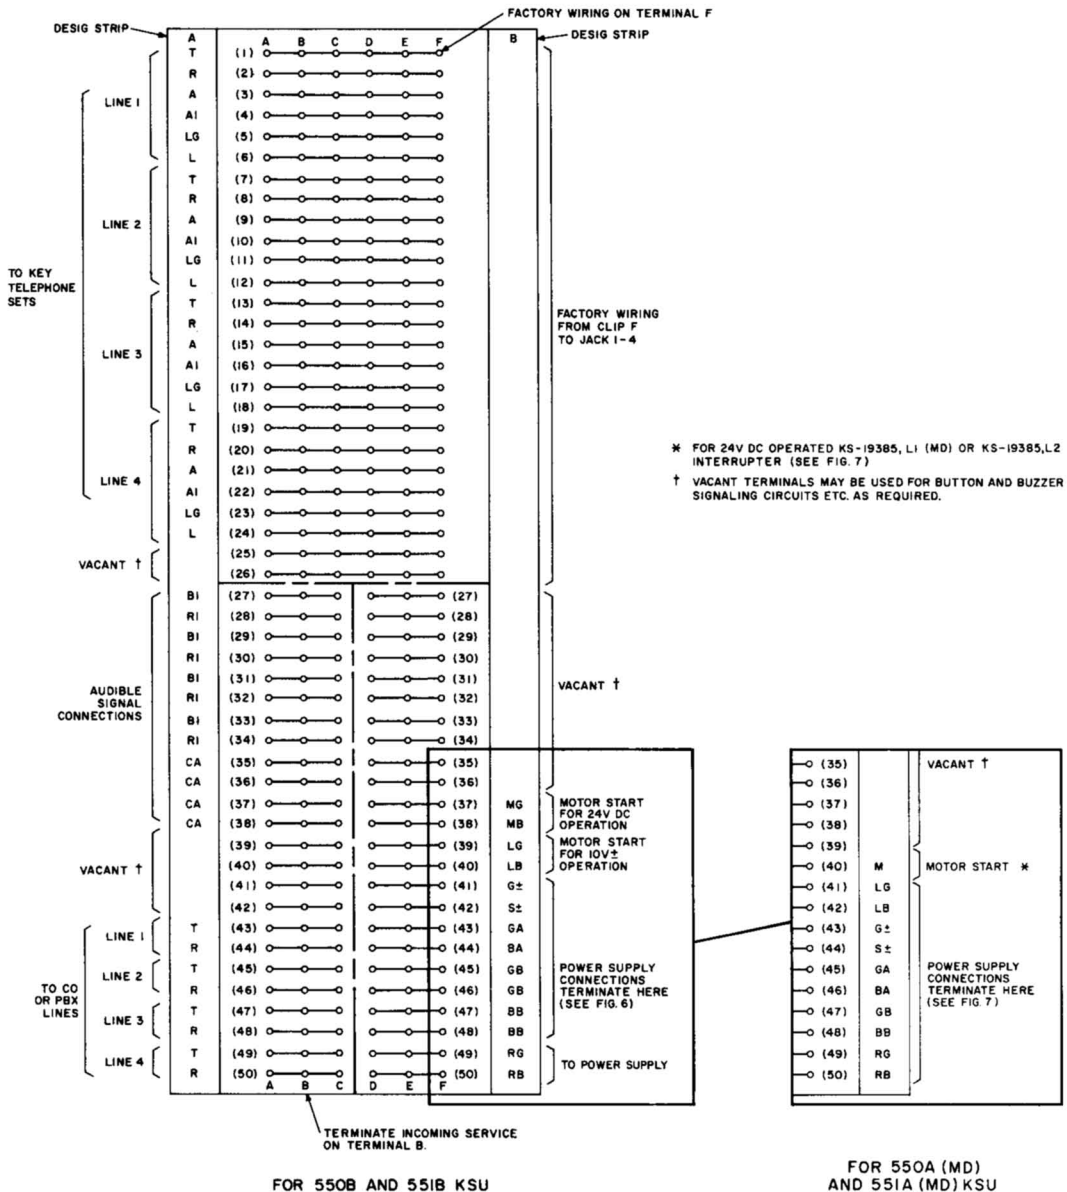 FACTORY WIRING ON TERMINAL F
DESIG STRIP
DESIG STRIP
A A B C D E F B
T (1)
R (2)
A (3)
A1 (4)
LG (5)
L (6)
LINE 1
T (7)
R (8)
A (9)
A1 (10)
LG (11)
L (12)
LINE 2
TO KEY
TELEPHONE
SETS
T (13)
R (14)
A (15)
A1 (16)
LG (17)
L (18)
LINE 3
FACTORY WIRING
FROM CLIP F
TO JACK 1-4
T (19)
R (20)
A (21)
A1 (22)
LG (23)
L (24)
LINE 4
(25)
(26)
VACANT †
* FOR 24V DC OPERATED KS-19385, L1 (MD) OR KS-19385,L2
INTERRUPTER (SEE FIG. 7)
† VACANT TERMINALS MAY BE USED FOR BUTTON AND BUZZER
SIGNALING CIRCUITS ETC. AS REQUIRED.
B1 (27) (27)
R1 (28) (28)
B1 (29) (29)
R1 (30) (30)
B1 (31) (31)
R1 (32) (32)
B1 (33) (33)
R1 (34) (34)
CA (35) (35)
CA (36) (36)
CA (37) (37) MG
CA (38) (38) MB
AUDIBLE
SIGNAL
CONNECTIONS
VACANT †
MOTOR START
FOR 24V DC
OPERATION
(39) (39) LG
(40) (40) LB
(41) (41) G±
(42) (42) S±
VACANT †
MOTOR START
FOR 10V±
OPERATION
T (43) (43) GA
R (44) (44) BA
LINE 1
T (45) (45) GB
R (46) (46) GB
LINE 2
T (47) (47) BB
R (48) (48) BB
LINE 3
T (49) (49) RG
R (50) (50) RB
LINE 4
TO CO
OR PBX
LINES
POWER SUPPLY
CONNECTIONS
TERMINATE HERE
(SEE FIG. 6)
TO POWER SUPPLY
A B C D E F
TERMINATE INCOMING SERVICE
ON TERMINAL B.
FOR 550B AND 551B KSU
(35)
(36)
(37)
(38)
(39)
VACANT †
(40) M
MOTOR START *
(41) LG
(42) LB
(43) G±
(44) S±
(45) GA
(46) BA
(47) GB
(48) BB
(49) RG
(50) RB
POWER SUPPLY
CONNECTIONS
TERMINATE HERE
(SEE FIG. 7)
FOR 550A (MD)
AND 551A (MD) KSU